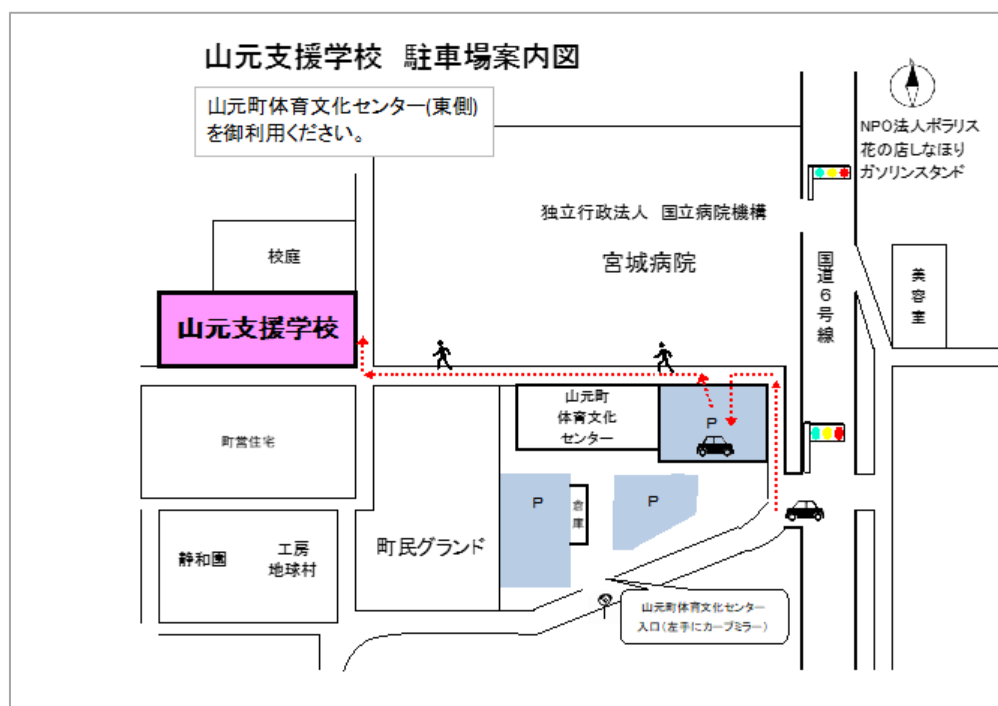 山元支援学校 駐車場案内図
山元町体育文化センター(東側)
を御利用ください。
NPO法人ポラリス
花の店しなほり
ガソリンスタンド
独立行政法人 国立病院機構
宮城病院
校庭
国道6号線
美容室
山元支援学校
山元町
体育文化
センター
P
町営住宅
P
倉庫
P
静和園
工房
地球村
町民グランド
山元町体育文化センター
入口(左手にカーブミラー)